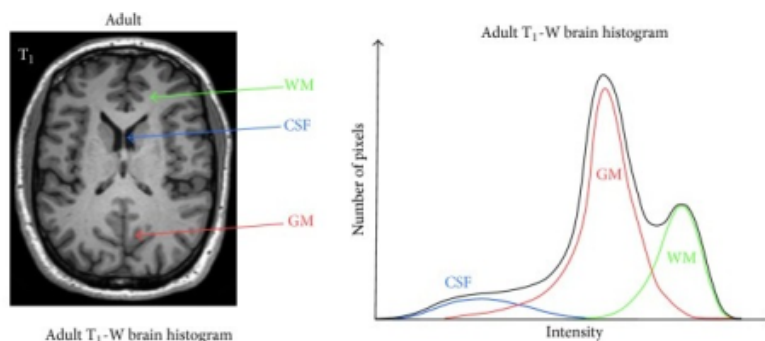 Adult
T₁
WM
CSF
GM
Adult T₁-W brain histogram
Adult T₁-W brain histogram
Number of pixels
GM
WM
CSF
Intensity